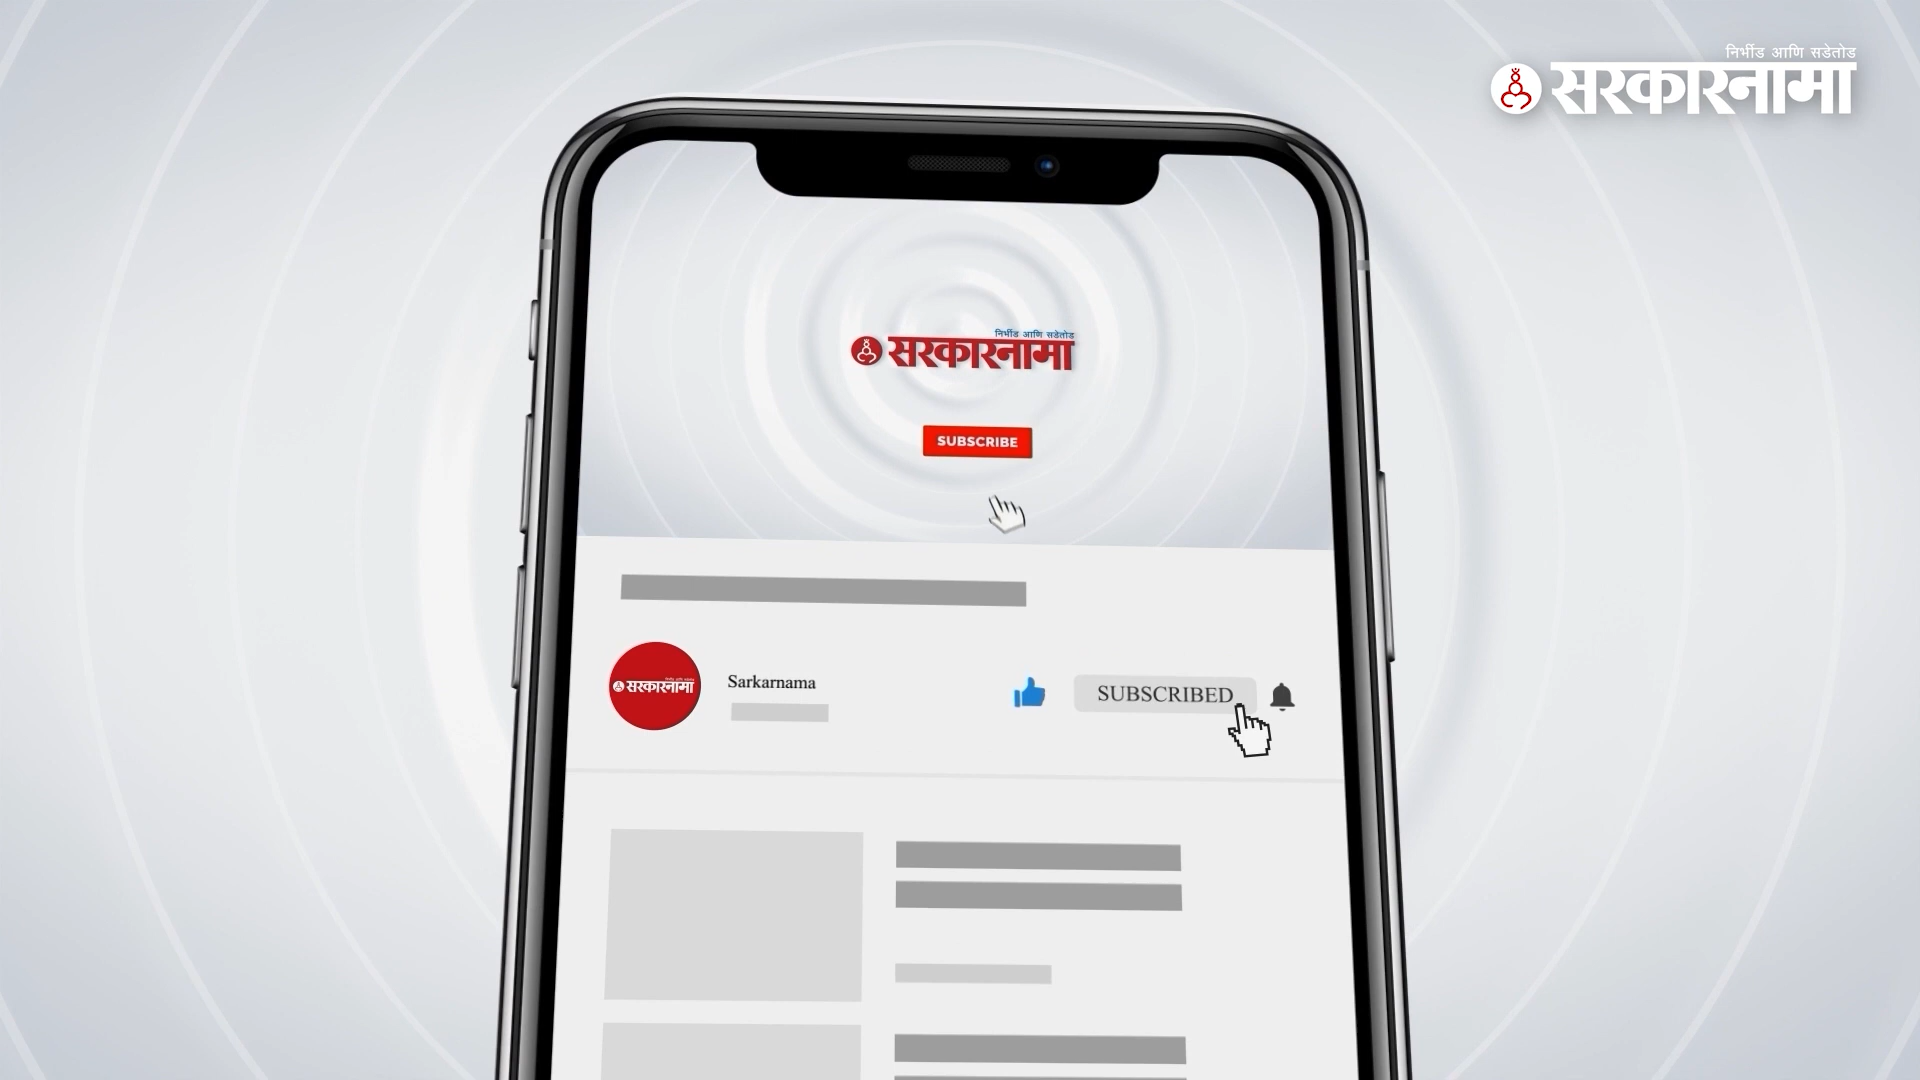 निर्भीड आणि सडेतोड
सरकारनामा
निर्भीड आणि सडेतोड
सरकारनामा
SUBSCRIBE
सरकारनामा
Sarkarnama
SUBSCRIBED